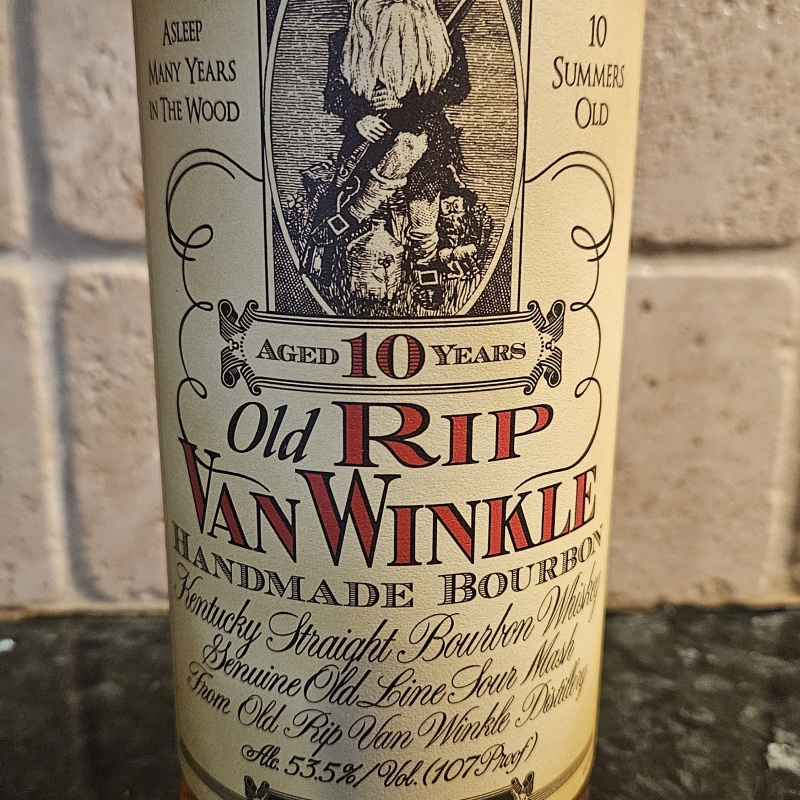 ASLEEP
MANY YEARS
IN THE WOOD
10
SUMMERS
OLD
AGED 10 YEARS
Old RIP
VAN WINKLE
HANDMADE BOURBON
Kentucky Straight Bourbon Whiskey
Genuine Old Line Sour Mash
From Old Rip Van Winkle Distillery
Alc. 53.5%/Vol. (107 Proof)